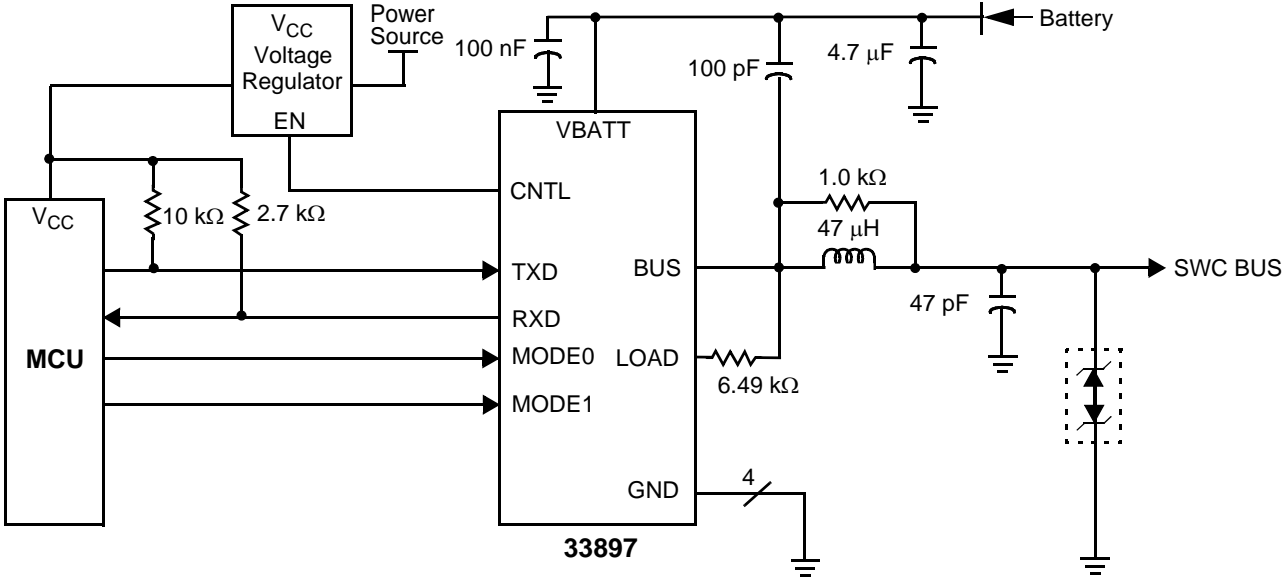 V_CC
Voltage
Regulator
EN
Power
Source
100 nF
100 pF
4.7 μF
Battery
VBATT
CNTL
V_CC
10 kΩ
2.7 kΩ
1.0 kΩ
47 μH
TXD
BUS
SWC BUS
RXD
47 pF
MCU
MODE0
LOAD
6.49 kΩ
MODE1
GND
4
33897